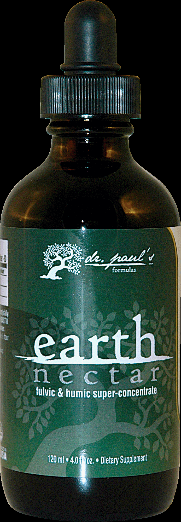 dr. paul's
formulas
earth
nectar
fulvic & humic super-concentrate
120 ml • 4.0 fl oz. • Dietary Supplement